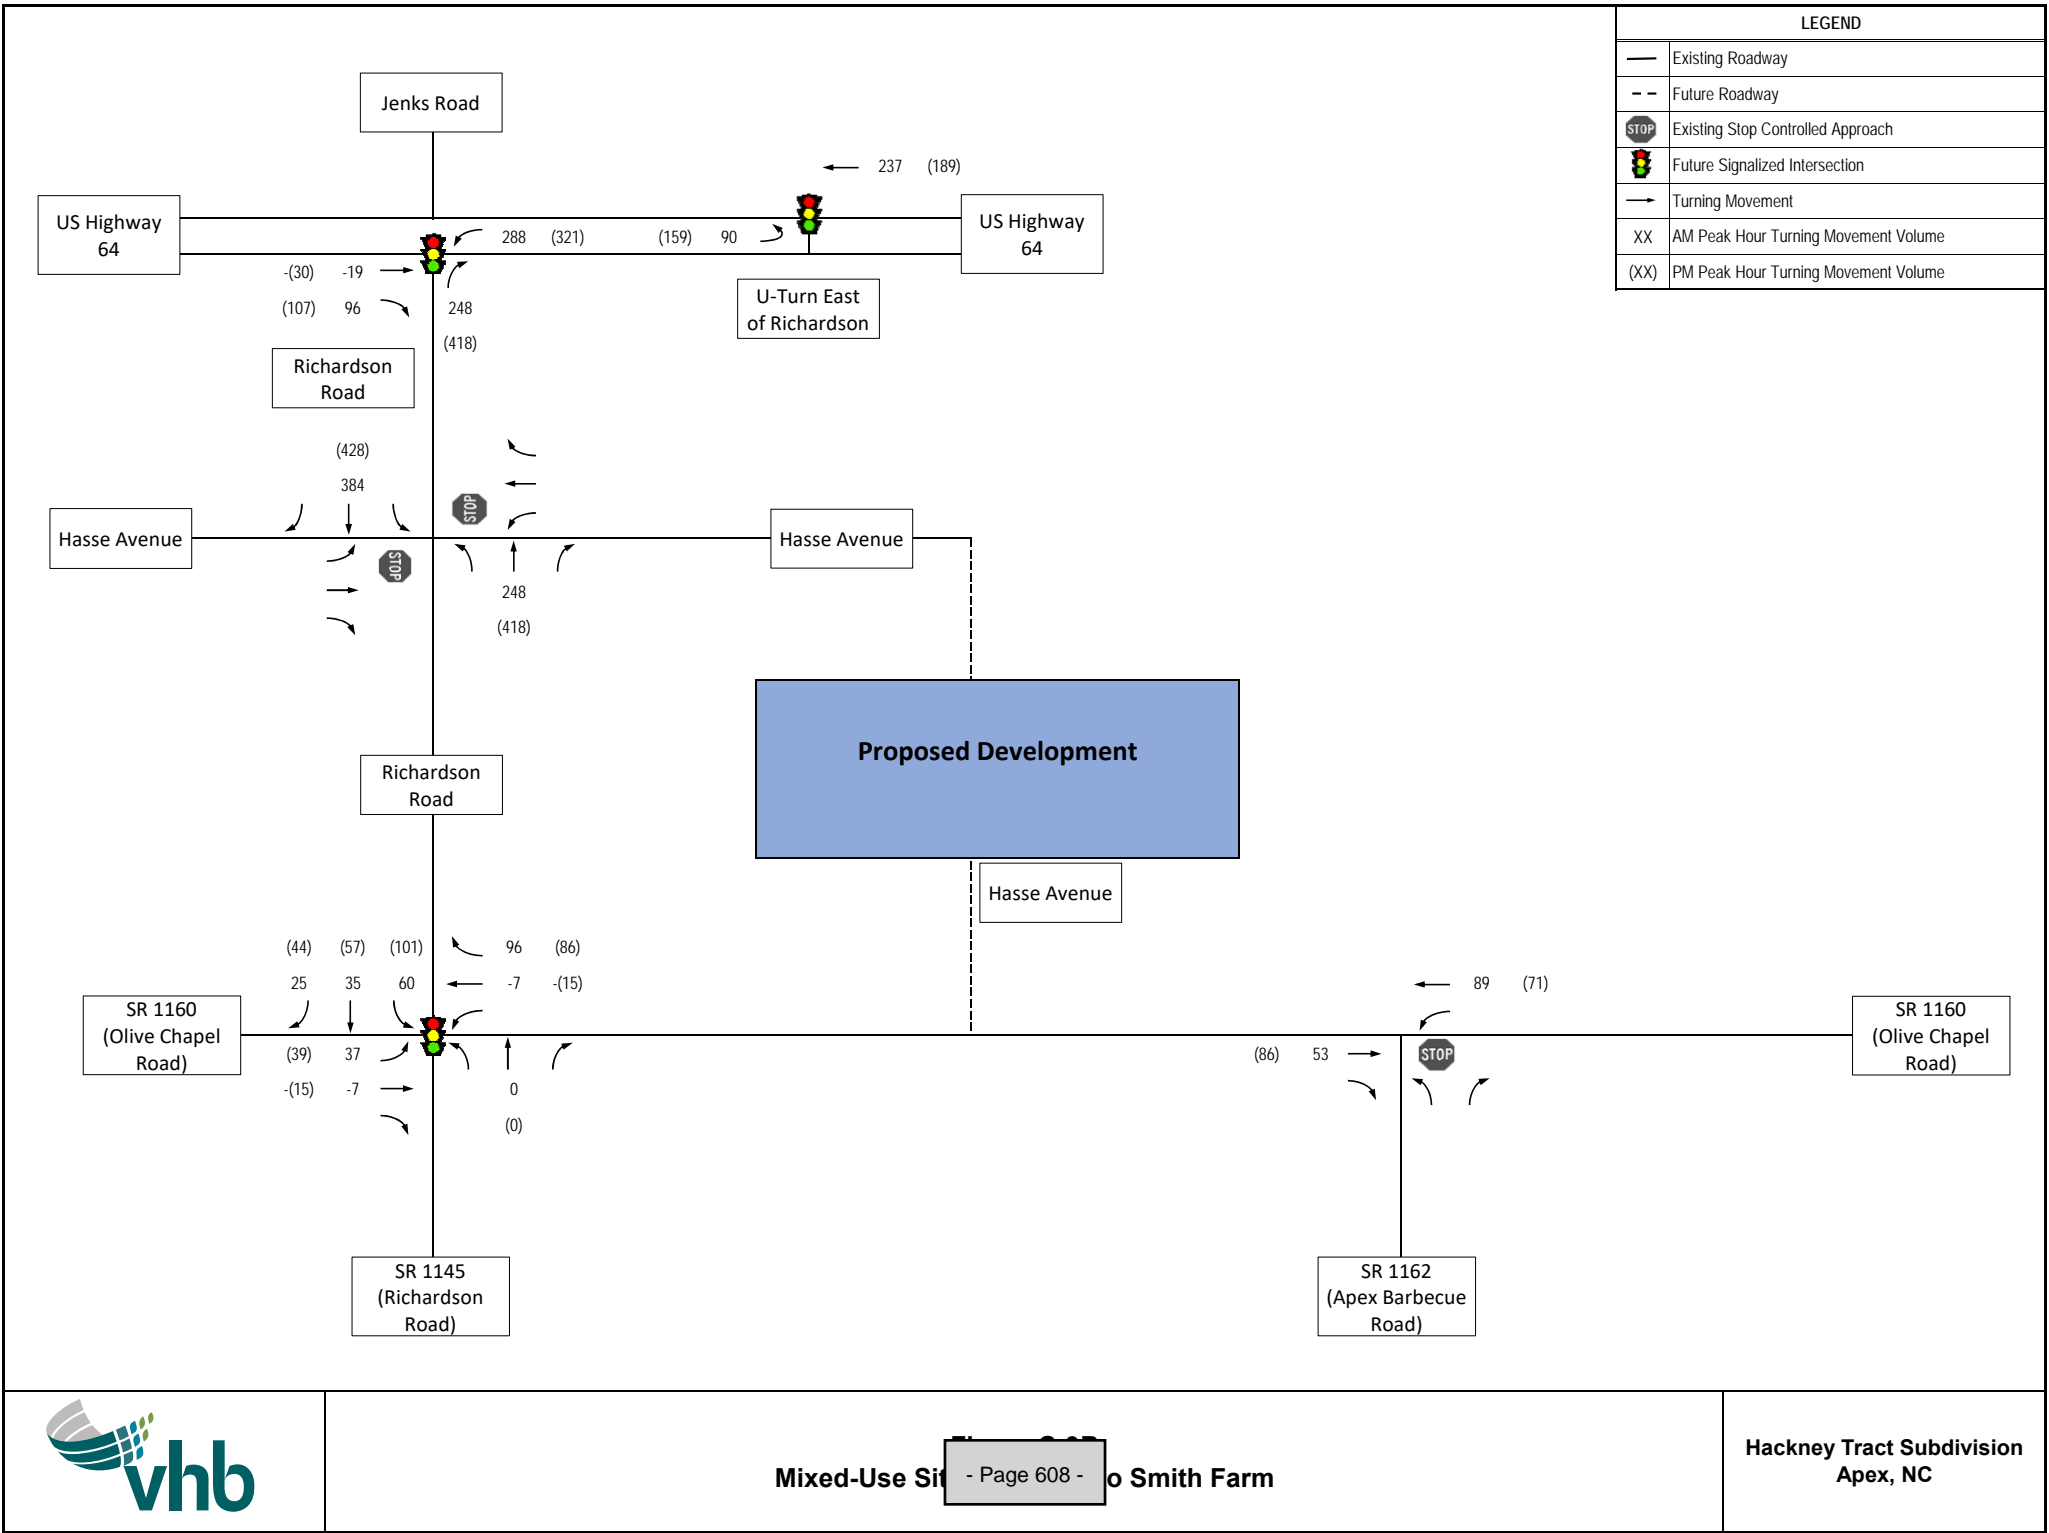 LEGEND
Existing Roadway
Future Roadway
STOP Existing Stop Controlled Approach
Future Signalized Intersection
Turning Movement
XX AM Peak Hour Turning Movement Volume
(XX) PM Peak Hour Turning Movement Volume
Jenks Road
237 (189)
US Highway
64
288 (321) (159) 90
US Highway
64
-(30) -19
(107) 96
248
(418)
U-Turn East
of Richardson
Richardson
Road
(428)
384
STOP
Hasse Avenue
Hasse Avenue
STOP
248
(418)
Proposed Development
Richardson
Road
Hasse Avenue
(44) (57) (101) 96 (86)
25 35 60 -7 -(15)
89 (71)
SR 1160
(Olive Chapel
Road)
SR 1160
(Olive Chapel
Road)
(39) 37
-(15) -7
0
(0)
(86) 53
STOP
SR 1145
(Richardson
Road)
SR 1162
(Apex Barbecue
Road)
vhb
Mixed-Use
Smith Farm
- Page 608 -
Hackney Tract Subdivision
Apex, NC